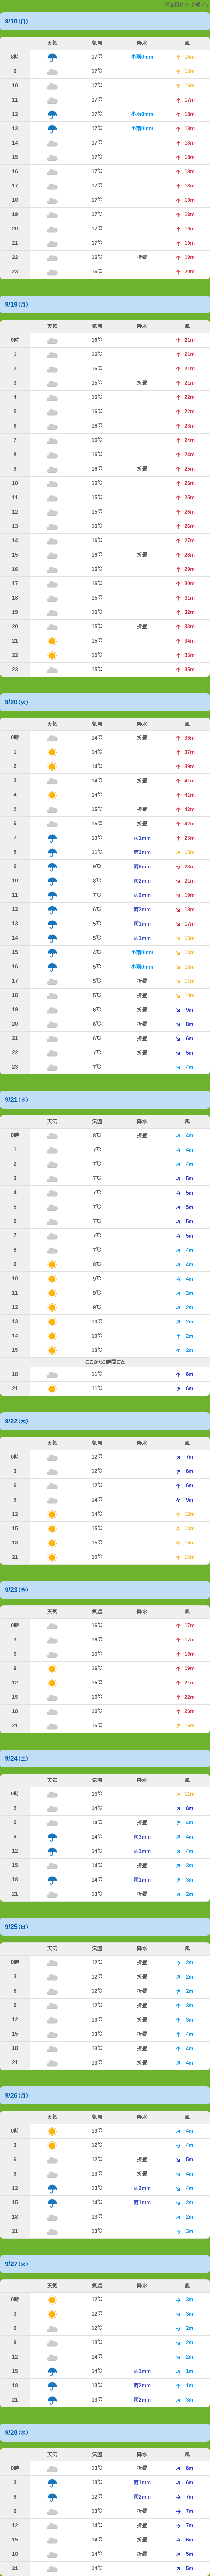 9/18（日）
天気 気温 降水 風
8時 17℃ 小雨0mm 14m
9 17℃ 15m
10 17℃ 16m
11 17℃ 17m
12 17℃ 小雨0mm 18m
13 17℃ 小雨0mm 18m
14 17℃ 18m
15 17℃ 18m
16 17℃ 18m
17 17℃ 18m
18 17℃ 18m
19 17℃ 18m
20 17℃ 19m
21 17℃ 19m
22 16℃ 折畳 19m
23 16℃ 20m
9/19（月）
天気 気温 降水 風
0時 16℃ 21m
1 16℃ 21m
2 16℃ 21m
3 15℃ 折畳 21m
4 16℃ 22m
5 16℃ 22m
6 16℃ 23m
7 16℃ 24m
8 16℃ 24m
9 16℃ 折畳 25m
10 16℃ 25m
11 15℃ 25m
12 15℃ 26m
13 16℃ 26m
14 16℃ 27m
15 16℃ 折畳 28m
16 16℃ 29m
17 16℃ 30m
18 15℃ 31m
19 15℃ 32m
20 15℃ 折畳 33m
21 15℃ 34m
22 15℃ 35m
23 15℃ 35m
9/20（火）
天気 気温 降水 風
0時 14℃ 折畳 36m
1 14℃ 37m
2 14℃ 39m
3 14℃ 折畳 41m
4 14℃ 41m
5 15℃ 折畳 42m
6 15℃ 折畳 42m
7 13℃ 雨1mm 25m
8 11℃ 雨3mm 15m
9 9℃ 雨6mm 23m
10 8℃ 雨2mm 21m
11 7℃ 雨2mm 19m
12 6℃ 雨2mm 18m
13 5℃ 雨1mm 17m
14 5℃ 雨1mm 15m
15 4℃ 小雨0mm 14m
16 5℃ 小雨0mm 13m
17 5℃ 折畳 11m
18 5℃ 折畳 10m
19 6℃ 折畳 9m
20 6℃ 折畳 8m
21 6℃ 折畳 6m
22 7℃ 折畳 5m
23 7℃ 4m
9/21（水）
天気 気温 降水 風
0時 8℃ 折畳 4m
1 7℃ 4m
2 7℃ 4m
3 7℃ 5m
4 7℃ 5m
5 7℃ 5m
6 7℃ 5m
7 7℃ 5m
8 7℃ 4m
9 8℃ 4m
10 9℃ 4m
11 9℃ 3m
12 9℃ 2m
13 10℃ 2m
14 10℃ 2m
15 10℃ 2m
ここから3時間ごと
18 11℃ 6m
21 11℃ 6m
9/22（木）
天気 気温 降水 風
0時 12℃ 7m
3 12℃ 6m
6 12℃ 6m
9 14℃ 9m
12 14℃ 12m
15 15℃ 14m
18 15℃ 16m
21 16℃ 16m
9/23（金）
天気 気温 降水 風
0時 16℃ 17m
3 16℃ 17m
6 16℃ 18m
9 16℃ 19m
12 15℃ 21m
15 16℃ 22m
18 16℃ 23m
21 15℃ 16m
9/24（土）
天気 気温 降水 風
0時 15℃ 11m
3 14℃ 8m
6 14℃ 折畳 4m
9 14℃ 雨3mm 4m
12 14℃ 雨1mm 4m
15 14℃ 折畳 3m
18 14℃ 雨1mm 3m
21 13℃ 折畳 2m
9/25（日）
天気 気温 降水 風
0時 12℃ 折畳 2m
3 12℃ 折畳 2m
6 12℃ 折畳 2m
9 12℃ 折畳 3m
12 13℃ 折畳 3m
15 13℃ 折畳 4m
18 13℃ 折畳 4m
21 13℃ 折畳 4m
9/26（月）
天気 気温 降水 風
0時 13℃ 4m
3 12℃ 4m
6 12℃ 折畳 5m
9 13℃ 折畳 4m
12 13℃ 雨2mm 4m
15 14℃ 雨1mm 2m
18 13℃ 2m
21 13℃ 3m
9/27（火）
天気 気温 降水 風
0時 12℃ 3m
3 12℃ 3m
6 12℃ 2m
9 13℃ 2m
12 14℃ 2m
15 14℃ 雨1mm 1m
18 13℃ 雨2mm 1m
21 13℃ 雨2mm 3m
9/28（水）
天気 気温 降水 風
0時 13℃ 折畳 6m
3 13℃ 雨1mm 6m
6 12℃ 雨2mm 7m
9 13℃ 折畳 7m
12 14℃ 折畳 7m
15 14℃ 折畳 6m
18 14℃ 折畳 5m
21 14℃ 5m